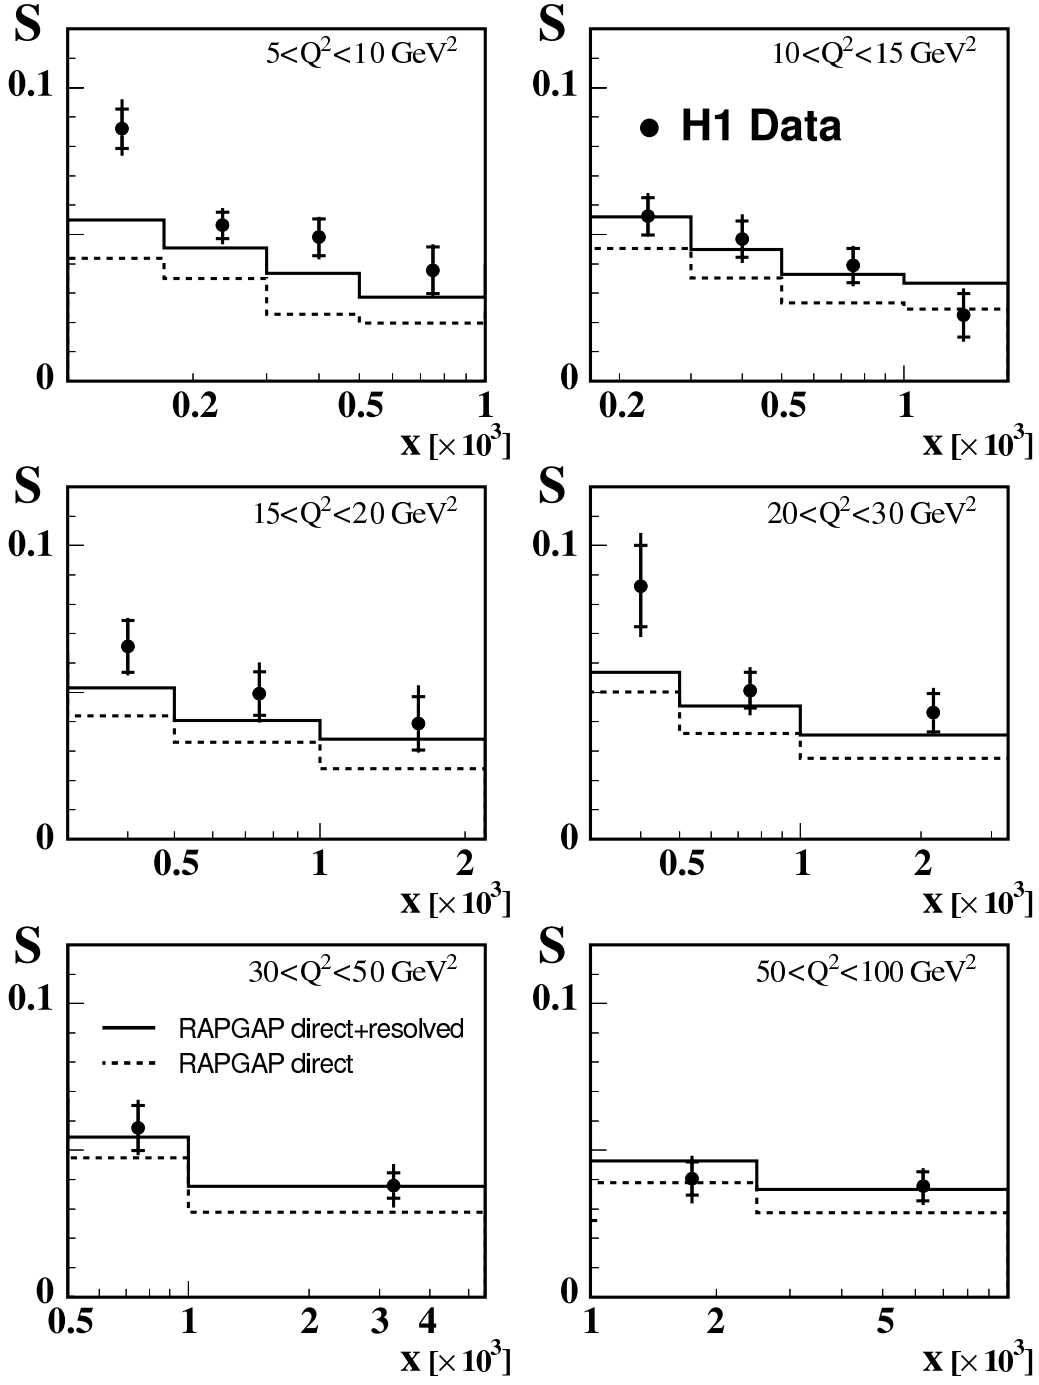 S
5<Q²<10 GeV²
0.1
0
0.2 0.5 1
x [×10³]
S
10<Q²<15 GeV²
0.1
H1 Data
0
0.2 0.5 1
x [×10³]
S
15<Q²<20 GeV²
0.1
0
0.5 1 2
x [×10³]
S
20<Q²<30 GeV²
0.1
0
0.5 1 2
x [×10³]
S
30<Q²<50 GeV²
0.1
RAPGAP direct+resolved
RAPGAP direct
0
0.5 1 2 3 4
x [×10³]
S
50<Q²<100 GeV²
0.1
0
1 2 5
x [×10³]